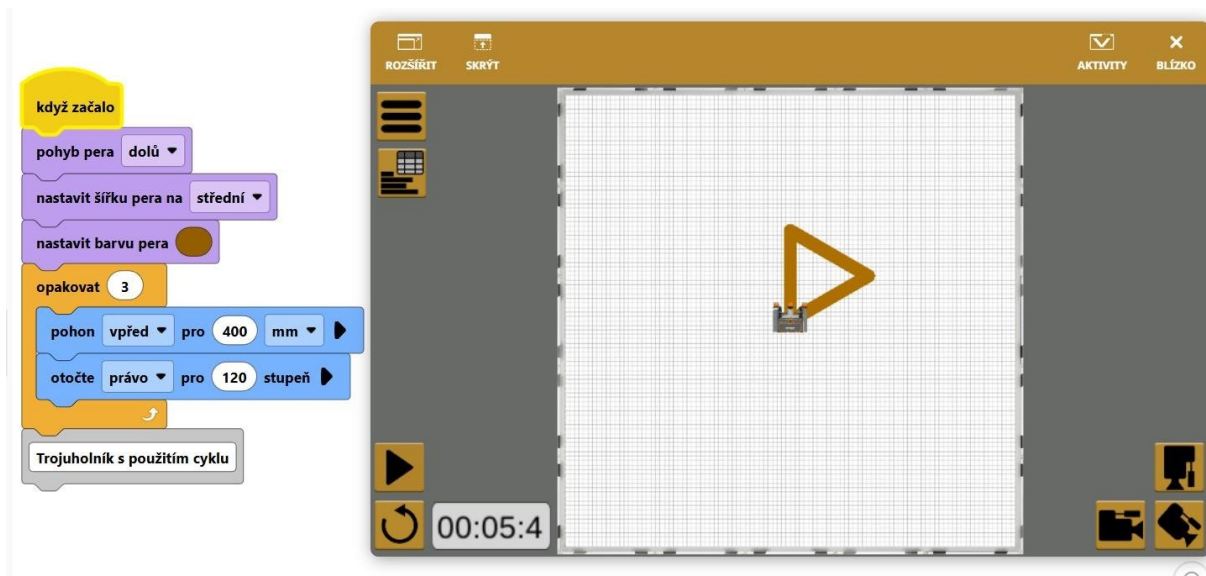 když začalo
pohyb pera dolů
nastavit šířku pera na střední
nastavit barvu pera
opakovat 3
pohon vpřed pro 400 mm
otočte právo pro 120 stupeň
Trojuholník s použitím cyklu
ROZŠÍŘIT SKRÝT AKTIVITY BLÍZKO
00:05:4